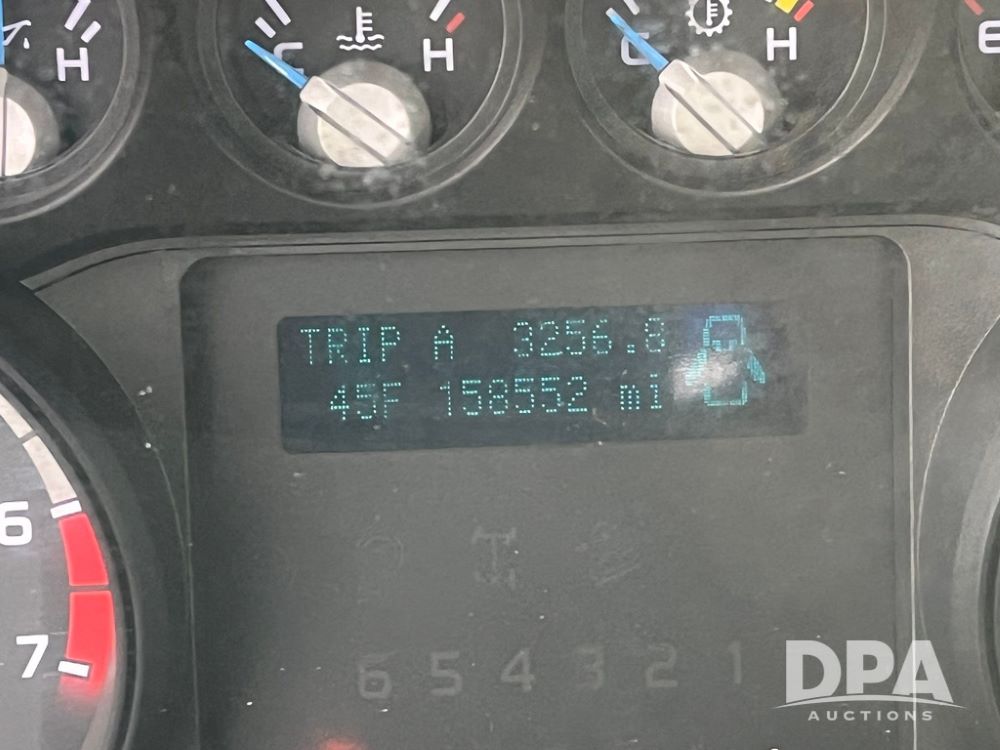 H
C
H
C
H
E
TRIP A 3256.8
45F 158552 mi
6
7
6 5 4 3 2 1
DPA
AUCTIONS